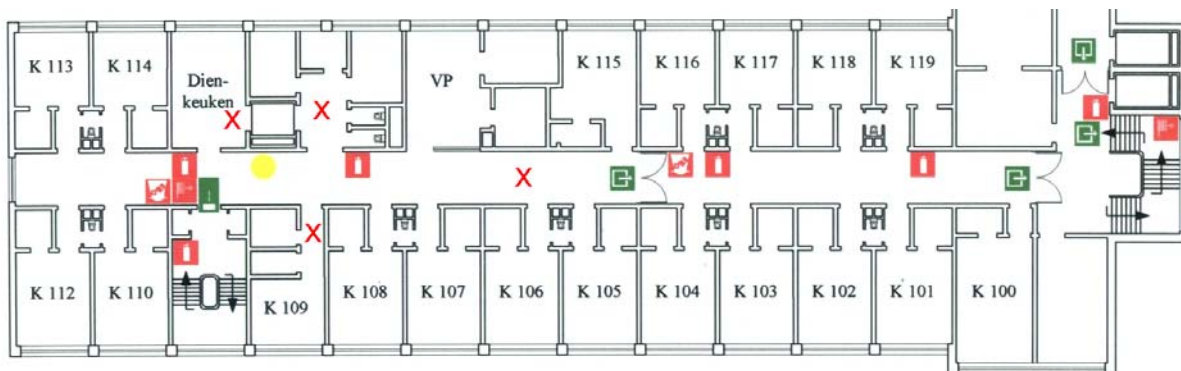 K 113
K 114
Dien-
keuken
VP
K 115
K 116
K 117
K 118
K 119
X
X
X
X
K 112
K 110
K 109
K 108
K 107
K 106
K 105
K 104
K 103
K 102
K 101
K 100